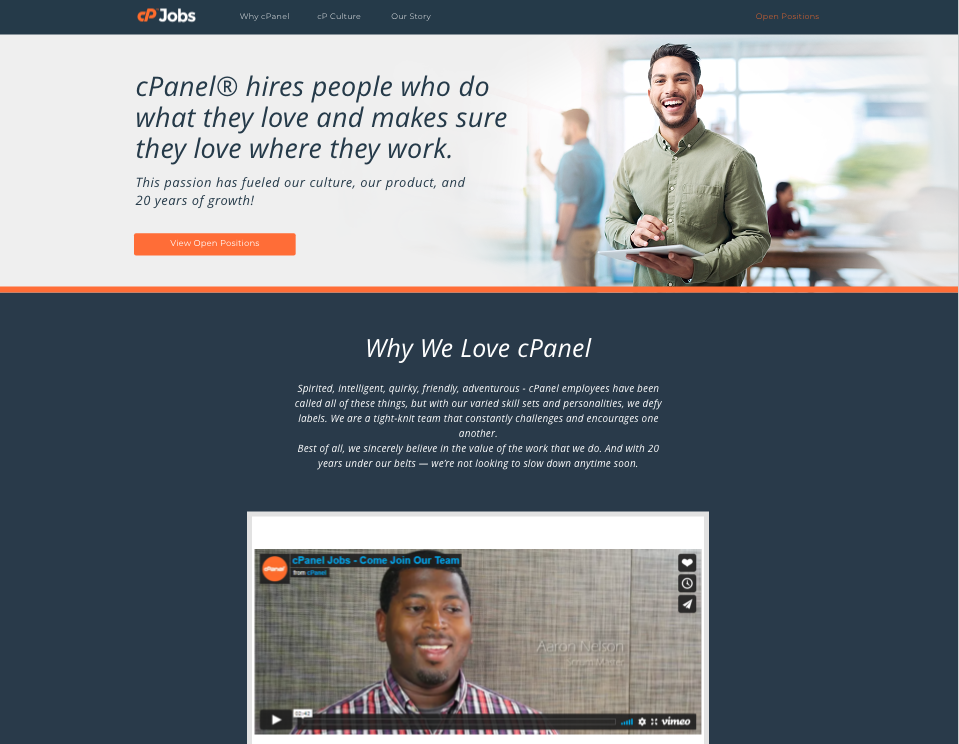 cP Jobs
Why cPanel
cP Culture
Our Story
Open Positions
cPanel® hires people who do
what they love and makes sure
they love where they work.
This passion has fueled our culture, our product, and
20 years of growth!
View Open Positions
Why We Love cPanel
Spirited, intelligent, quirky, friendly, adventurous - cPanel employees have been
called all of these things, but with our varied skill sets and personalities, we defy
labels. We are a tight-knit team that constantly challenges and encourages one
another.
Best of all, we sincerely believe in the value of the work that we do. And with 20
years under our belts — we’re not looking to slow down anytime soon.
cPanel
cPanel Jobs - Come Join Our Team
from cPanel
Aaron Nelson
02:42
vimeo